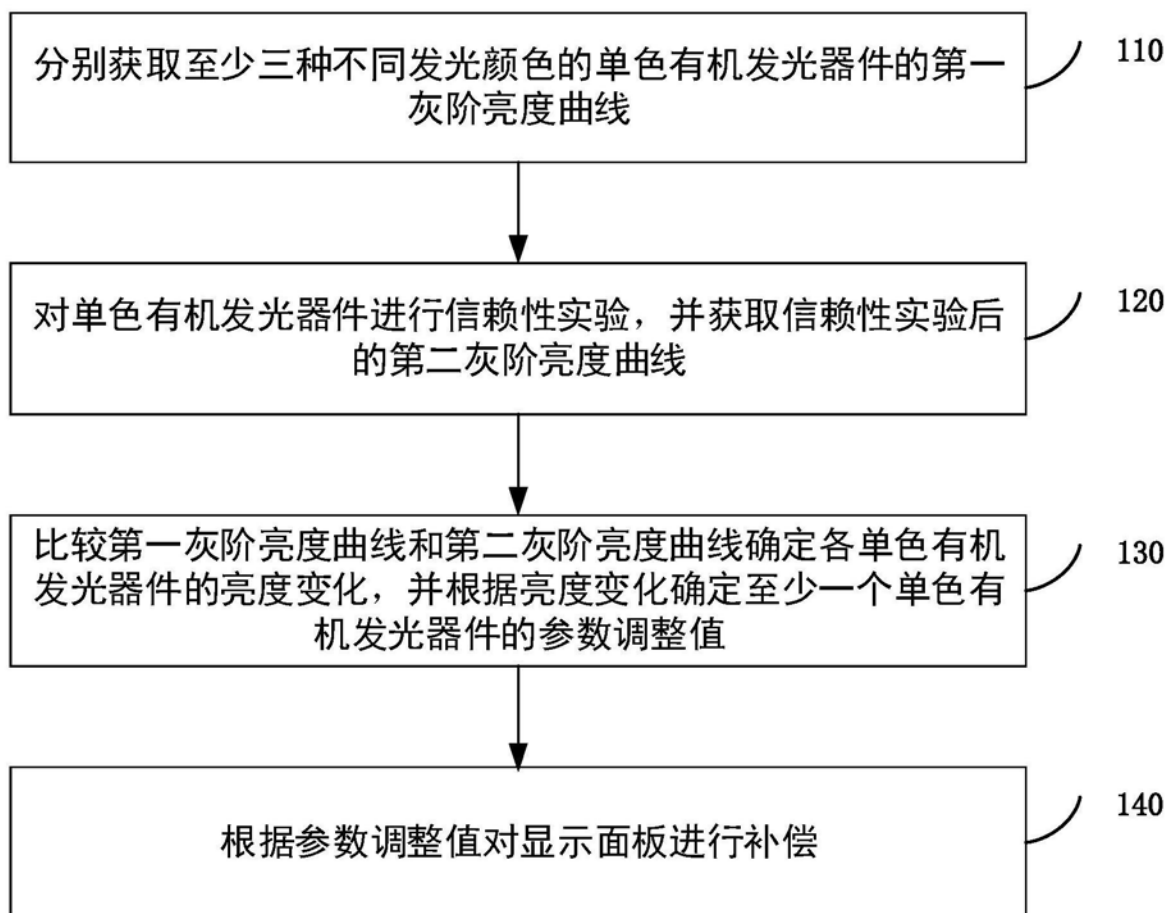 分别获取至少三种不同发光颜色的单色有机发光器件的第一
灰阶亮度曲线
110
对单色有机发光器件进行信赖性实验，并获取信赖性实验后
的第二灰阶亮度曲线
120
比较第一灰阶亮度曲线和第二灰阶亮度曲线确定各单色有机
发光器件的亮度变化，并根据亮度变化确定至少一个单色有
机发光器件的参数调整值
130
根据参数调整值对显示面板进行补偿
140